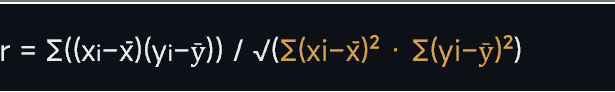 r = Σ((xi−x̄)(yi−ȳ)) / √(Σ(xi−x̄)² · Σ(yi−ȳ)²)